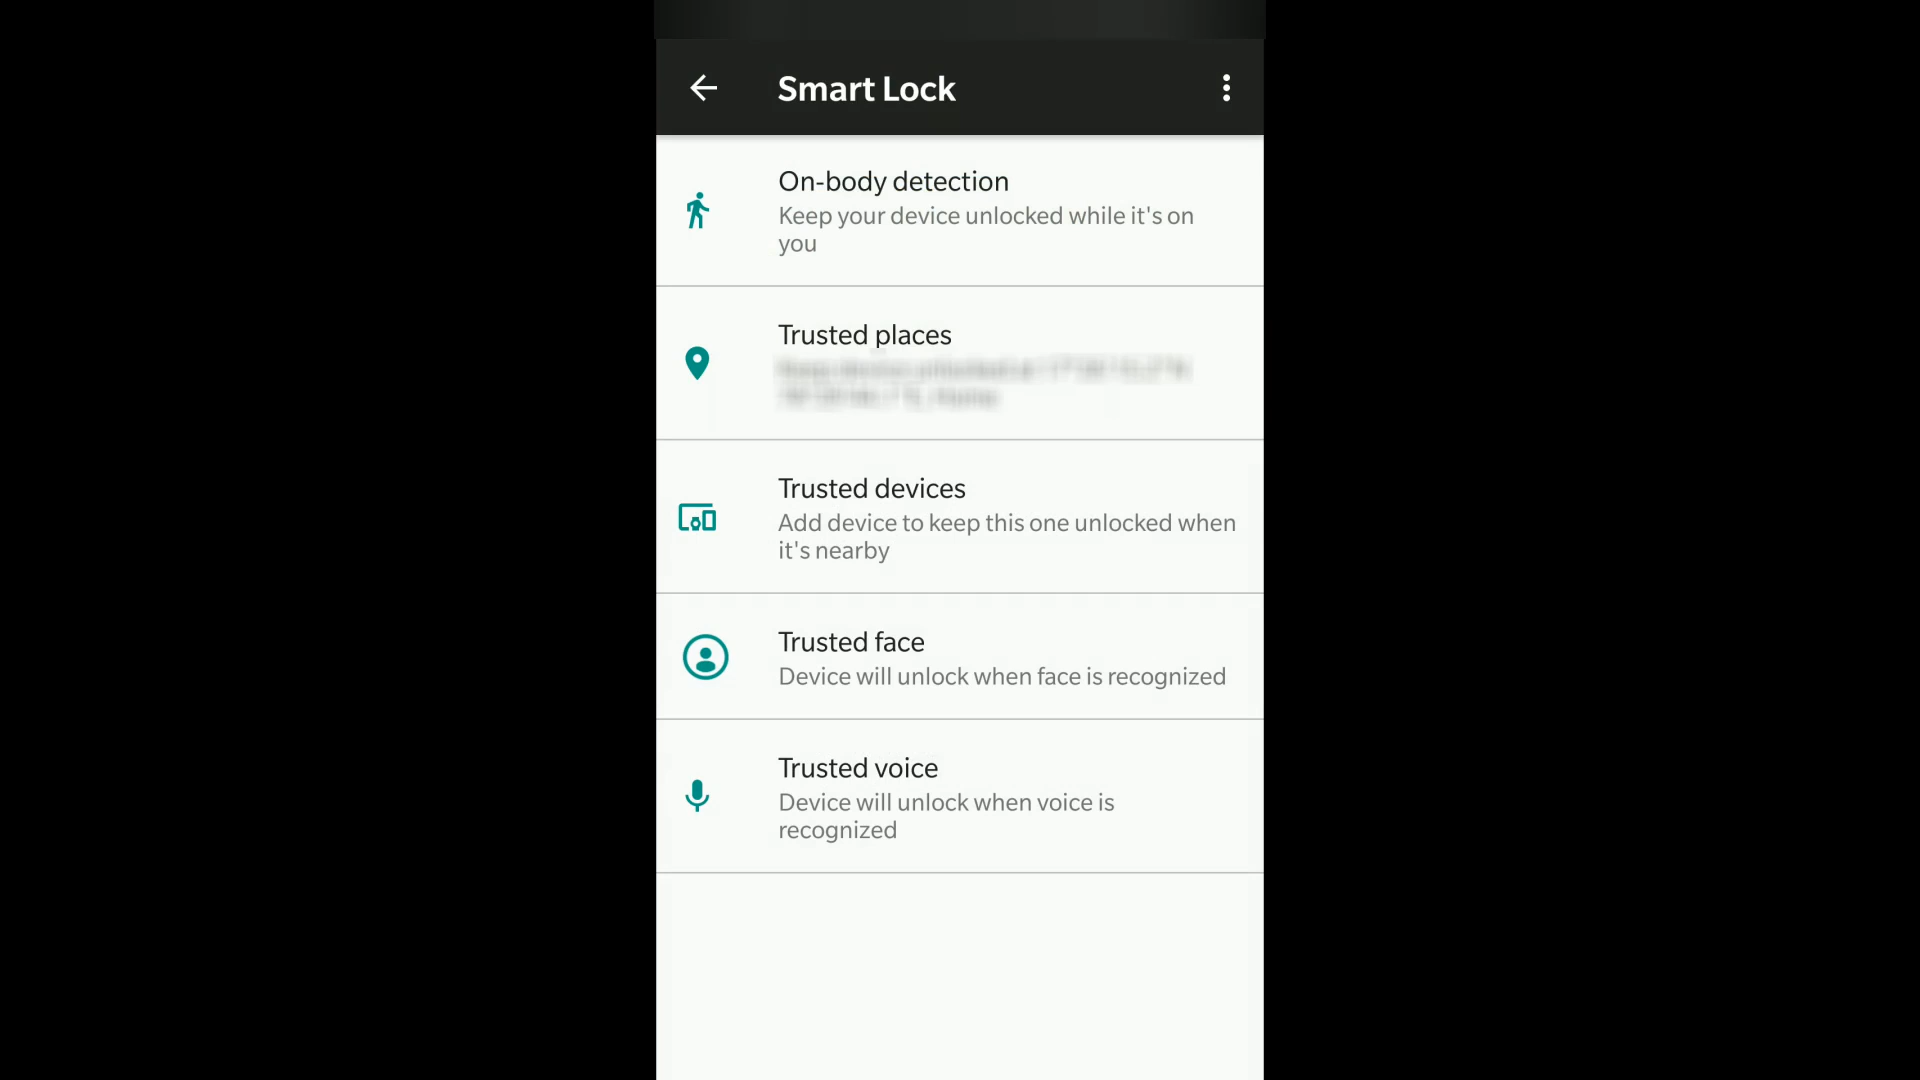 Smart Lock
On-body detection
Keep your device unlocked while it's on
you
Trusted places
Trusted devices
Add device to keep this one unlocked when
it's nearby
Trusted face
Device will unlock when face is recognized
Trusted voice
Device will unlock when voice is
recognized